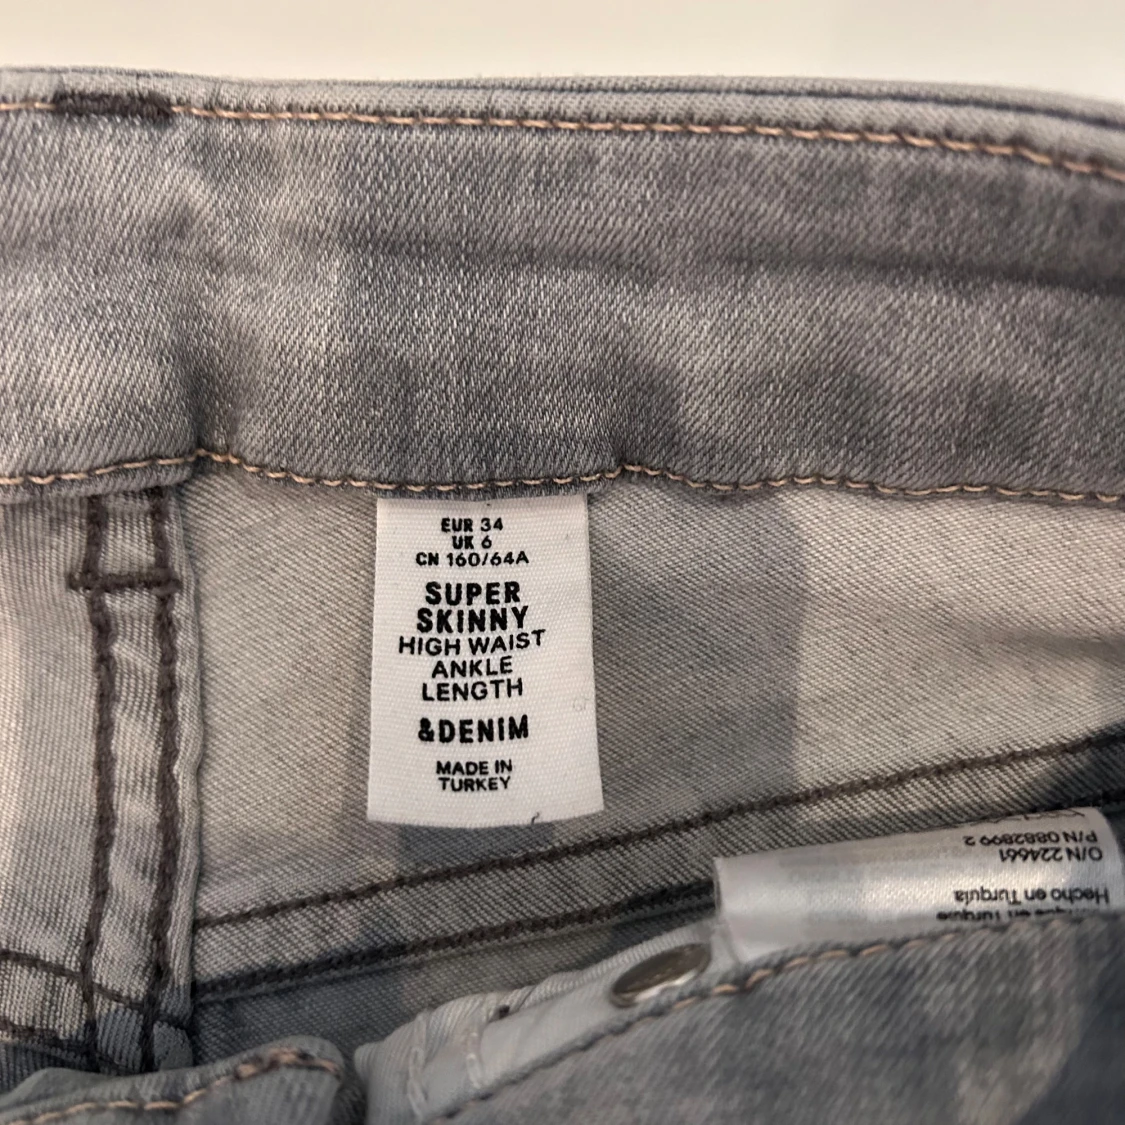 EUR 34
UK 6
CN 160/64A
SUPER
SKINNY
HIGH WAIST
ANKLE
LENGTH
&DENIM
MADE IN
TURKEY
Hecho en Turquía
O/N 224661
P/N 0882899 2